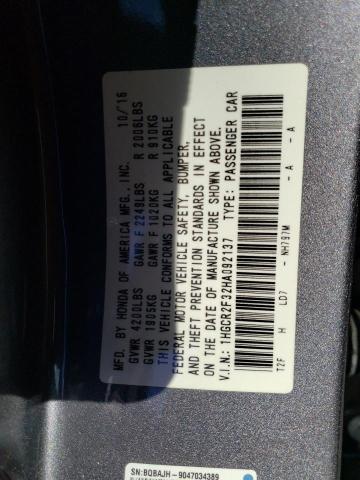 MFD. BY HONDA OF AMERICA MFG., INC. 10/'16
GVWR 4200LBS GAWR F 2249LBS R 2006LBS
GVWR 1905KG GAWR F 1020KG R 910KG
THIS VEHICLE CONFORMS TO ALL APPLICABLE
FEDERAL MOTOR VEHICLE SAFETY, BUMPER,
AND THEFT PREVENTION STANDARDS IN EFFECT
ON THE DATE OF MANUFACTURE SHOWN ABOVE.
V.I.N.: 1HGCR2F32HA092137 TYPE: PASSENGER CAR
T2F H LD7 - NH797M - A - A
SN:BQBAJH-9047034389